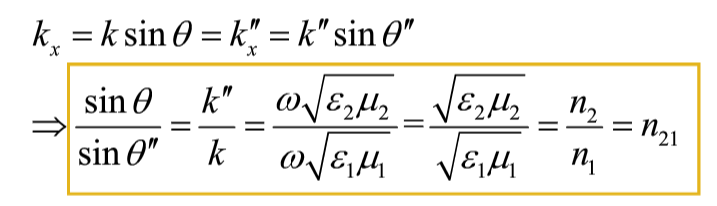 k_x = k sin θ = k″_x = k″ sin θ″
⇒ sin θ / sin θ″ = k″ / k = ω√(ε₂μ₂) / ω√(ε₁μ₁) = √(ε₂μ₂) / √(ε₁μ₁) = n₂ / n₁ = n₂₁